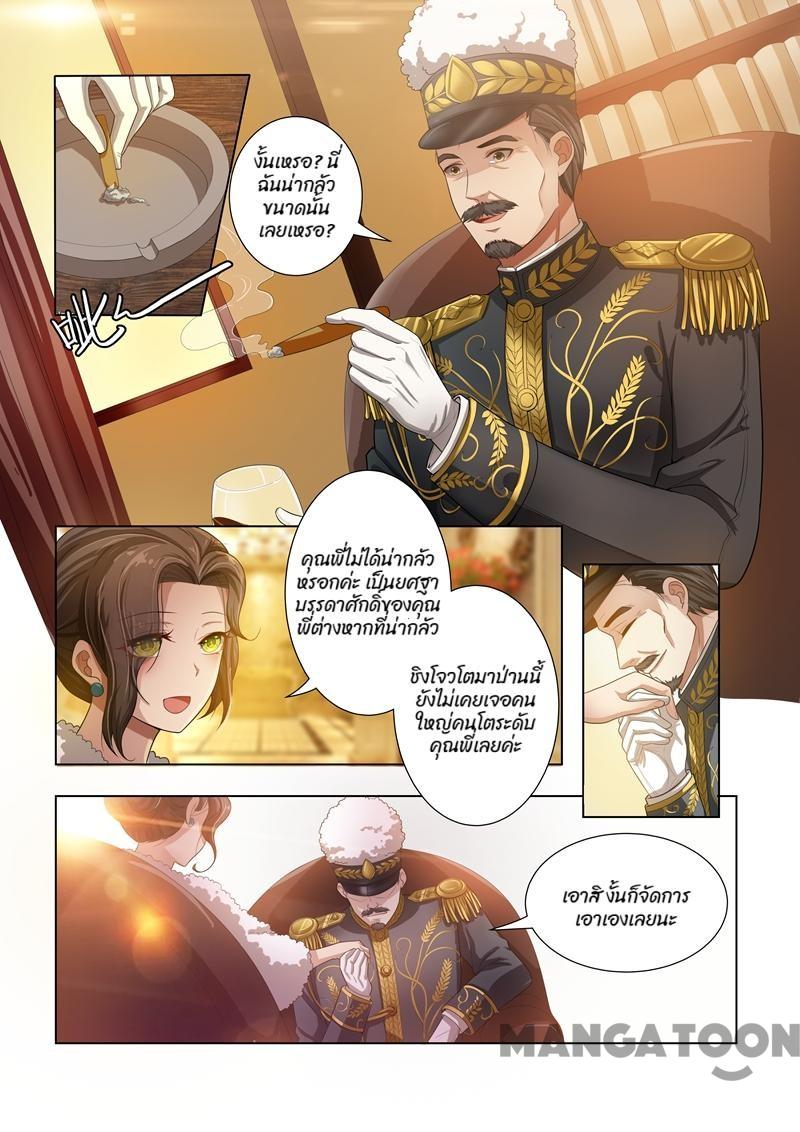 งั้นเหรอ? นี่
ฉันน่ากลัว
ขนาดนั้น
เลยเหรอ?
呲~
คุณพี่ไม่ได้น่ากลัว
หรอกค่ะ เป็นยศฐา
บรรดาศักดิ์ของคุณ
พี่ต่างหากที่น่ากลัว
ชิงโจวโตมาป่านนี้
ยังไม่เคยเจอคน
ใหญ่คนโตระดับ
คุณพี่เลยค่ะ
เอาสิ งั้นก็จัดการ
เอาเองเลยนะ
MANGATOON